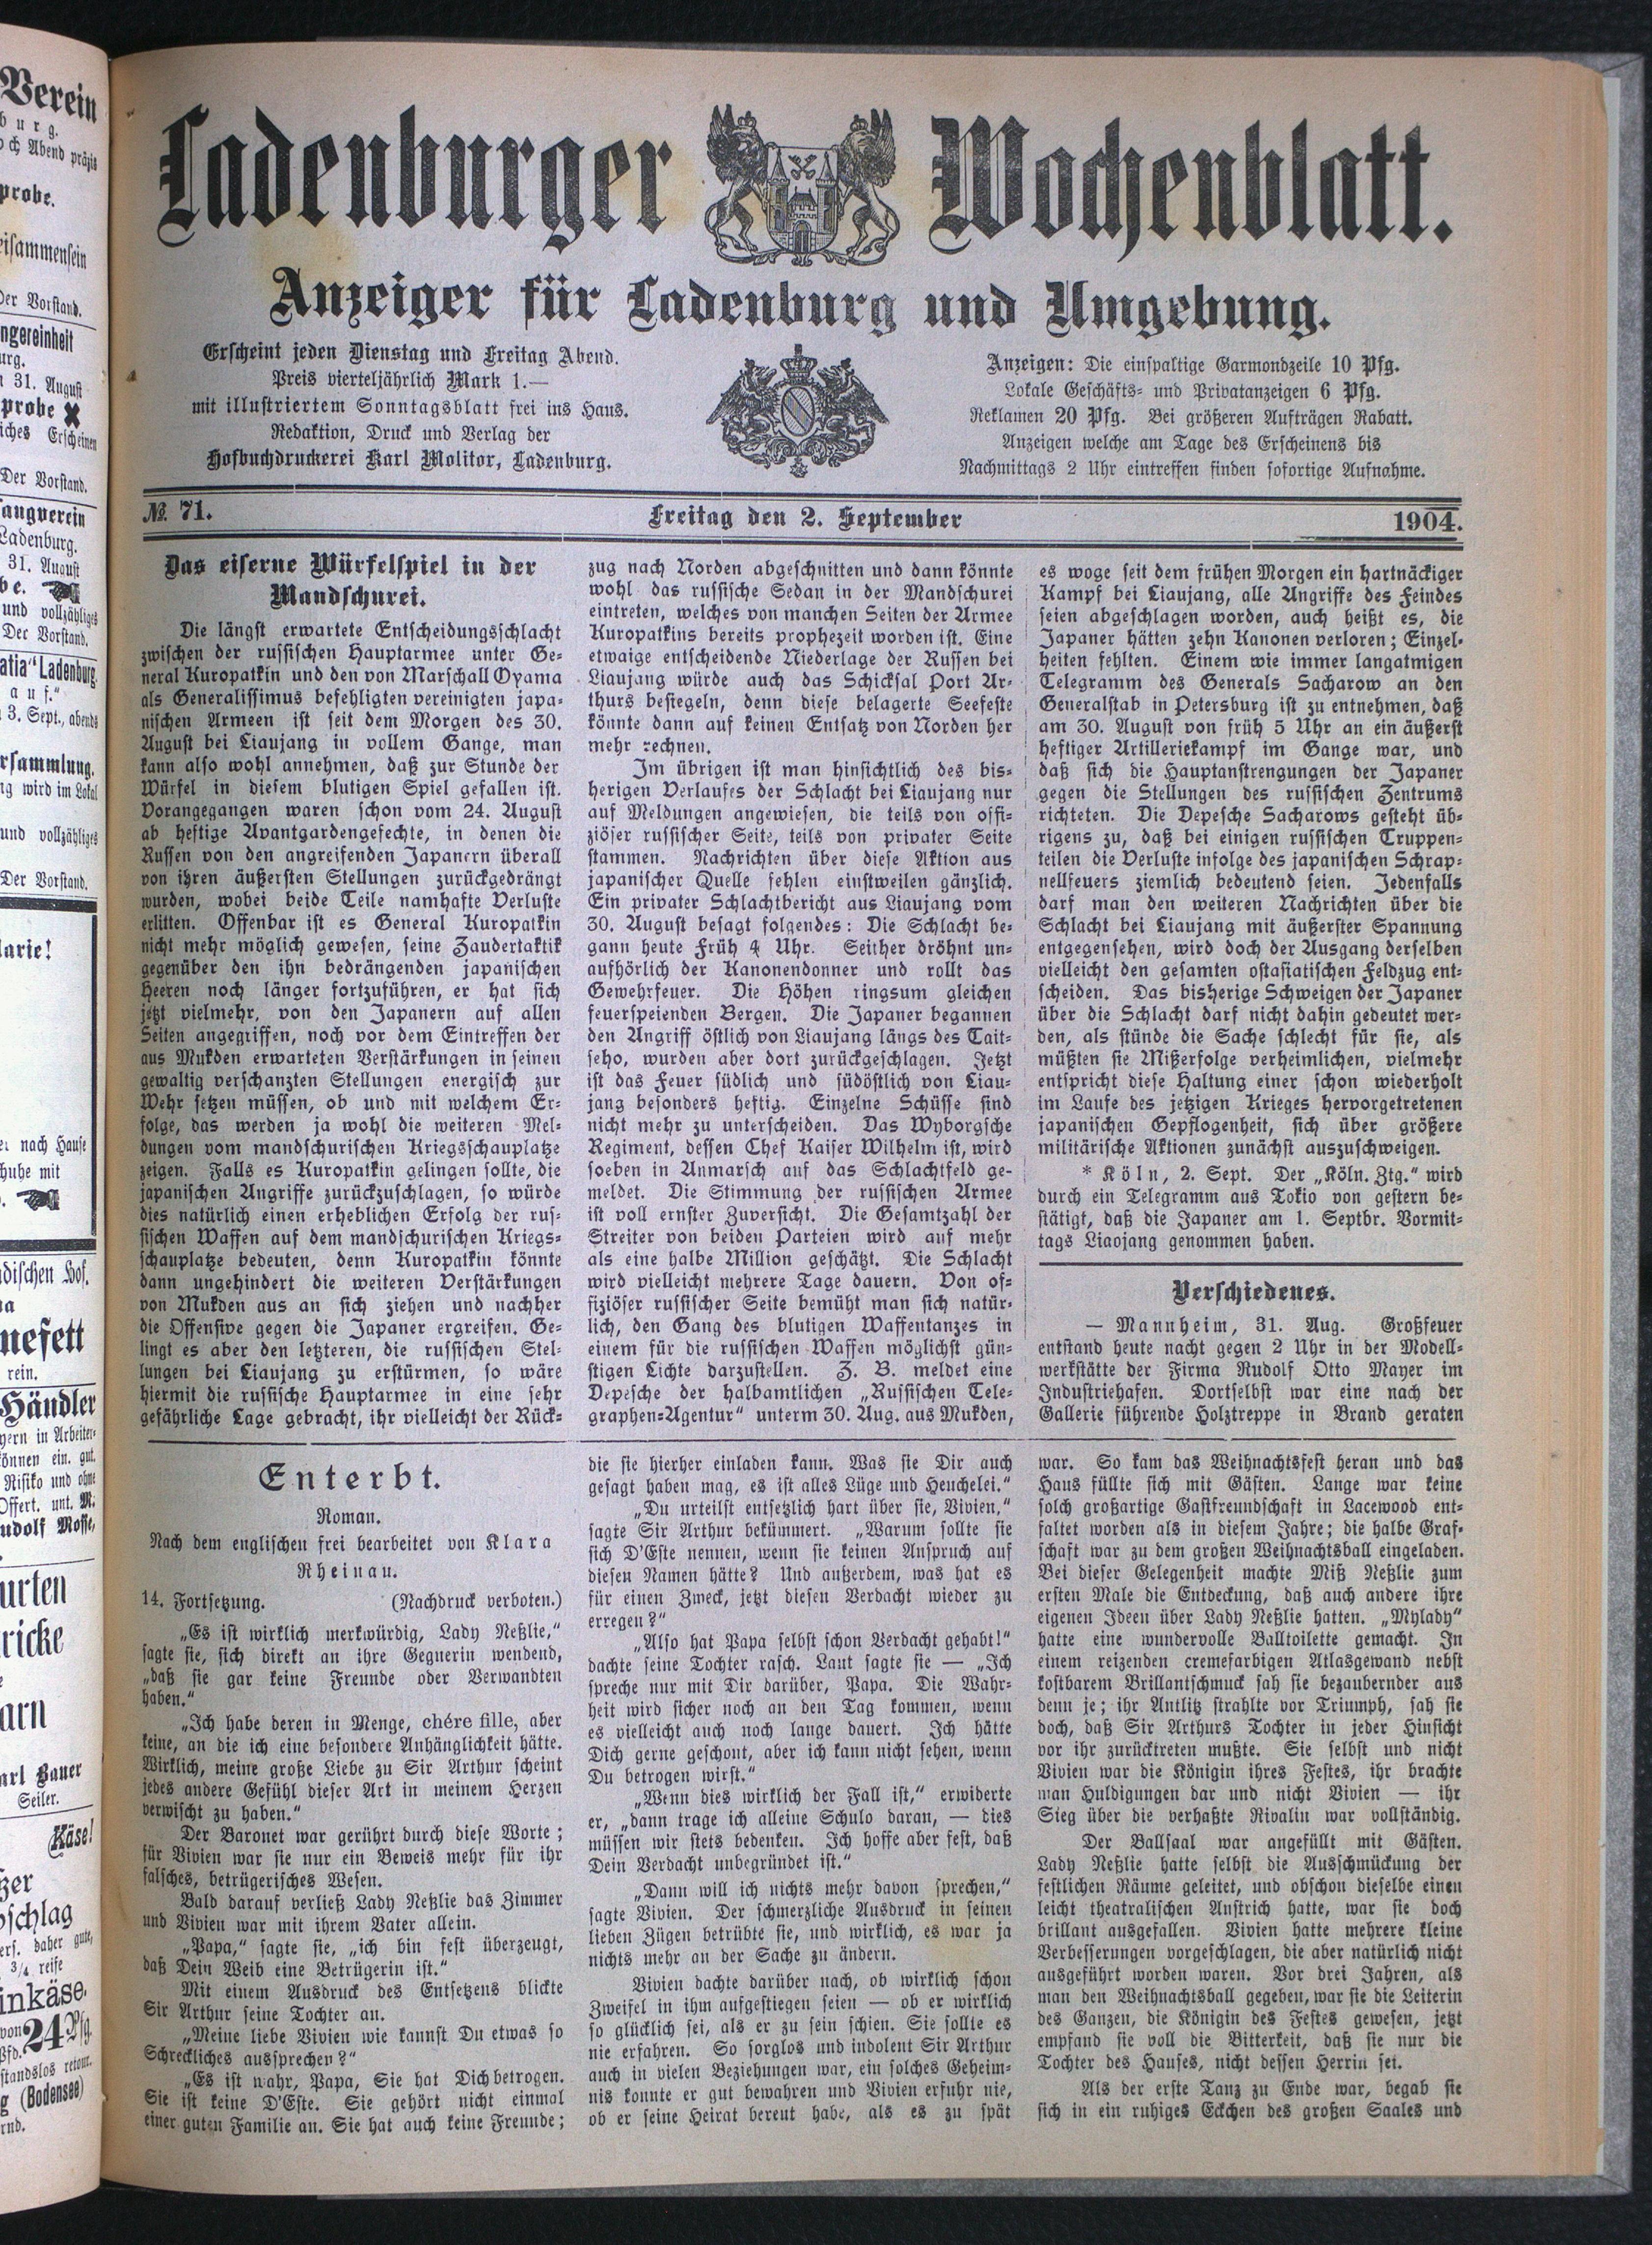 Ladenburger Wochenblatt.
Anzeiger für Ladenburg und Umgebung.
Erscheint jeden Dienstag und Freitag Abend.
Preis vierteljährlich Mark 1.—
mit illustriertem Sonntagsblatt frei ins Haus.
Redaktion, Druck und Verlag der
Hofbuchdruckerei Karl Molitor, Ladenburg.
Anzeigen: Die einspaltige Garmondzeile 10 Pfg.
Lokale Geschäfts- und Privatanzeigen 6 Pfg.
Reklamen 20 Pfg. Bei größeren Aufträgen Rabatt.
Anzeigen welche am Tage des Erscheinens bis
Nachmittags 2 Uhr eintreffen finden sofortige Aufnahme.
№ 71. Freitag den 2. September 1904.
Das eiserne Würfelspiel in der
Mandschurei.
Die längst erwartete Entscheidungsschlacht
zwischen der russischen Hauptarmee unter Ge-
neral Kuropatkin und den von Marschall Oyama
als Generalissimus befehligten vereinigten japa-
nischen Armeen ist seit dem Morgen des 30.
August bei Liaujang in vollem Gange, man
kann also wohl annehmen, daß zur Stunde der
Würfel in diesem blutigen Spiel gefallen ist.
Vorangegangen waren schon vom 24. August
ab heftige Avantgardengefechte, in denen die
Russen von den angreifenden Japanern überall
von ihren äußersten Stellungen zurückgedrängt
wurden, wobei beide Teile namhafte Verluste
erlitten. Offenbar ist es General Kuropatkin
nicht mehr möglich gewesen, seine Zaudertaktik
gegenüber den ihn bedrängenden japanischen
Heeren noch länger fortzuführen, er hat sich
jetzt vielmehr, von den Japanern auf allen
Seiten angegriffen, noch vor dem Eintreffen der
aus Mukden erwarteten Verstärkungen in seinen
gewaltig verschanzten Stellungen energisch zur
Wehr setzen müssen, ob und mit welchem Er-
folge, das werden ja wohl die weiteren Mel-
dungen vom mandschurischen Kriegsschauplatze
zeigen. Falls es Kuropatkin gelingen sollte, die
japanischen Angriffe zurückzuschlagen, so würde
dies natürlich einen erheblichen Erfolg der rus-
sischen Waffen auf dem mandschurischen Kriegs-
schauplatze bedeuten, denn Kuropatkin könnte
dann ungehindert die weiteren Verstärkungen
von Mukden aus an sich ziehen und nachher
die Offensive gegen die Japaner ergreifen. Ge-
lingt es aber den letzteren, die russischen Stel-
lungen bei Liaujang zu erstürmen, so wäre
hiermit die russische Hauptarmee in eine sehr
gefährliche Lage gebracht, ihr vielleicht der Rück-
zug nach Norden abgeschnitten und dann könnte
wohl das russische Sedan in der Mandschurei
eintreten, welches von manchen Seiten der Armee
Kuropatkins bereits prophezeit worden ist. Eine
etwaige entscheidende Niederlage der Russen bei
Liaujang würde auch das Schicksal Port Ar-
thurs besiegeln, denn diese belagerte Seefeste
könnte dann auf keinen Entsatz von Norden her
mehr rechnen.
Im übrigen ist man hinsichtlich des bis-
herigen Verlaufes der Schlacht bei Liaujang nur
auf Meldungen angewiesen, die teils von offi-
ziöser russischer Seite, teils von privater Seite
stammen. Nachrichten über diese Aktion aus
japanischer Quelle fehlen einstweilen gänzlich.
Ein privater Schlachtbericht aus Liaujang vom
30. August besagt folgendes: Die Schlacht be-
gann heute Früh 4 Uhr. Seither dröhnt un-
aufhörlich der Kanonendonner und rollt das
Gewehrfeuer. Die Höhen ringsum gleichen
feuerspeienden Bergen. Die Japaner begannen
den Angriff östlich von Liaujang längs des Tait-
seho, wurden aber dort zurückgeschlagen. Jetzt
ist das Feuer südlich und südöstlich von Liau-
jang besonders heftig. Einzelne Schüsse sind
nicht mehr zu unterscheiden. Das Wyborgsche
Regiment, dessen Chef Kaiser Wilhelm ist, wird
soeben in Anmarsch auf das Schlachtfeld ge-
meldet. Die Stimmung der russischen Armee
ist voll ernster Zuversicht. Die Gesamtzahl der
Streiter von beiden Parteien wird auf mehr
als eine halbe Million geschätzt. Die Schlacht
wird vielleicht mehrere Tage dauern. Von of-
fiziöser russischer Seite bemüht man sich natür-
lich, den Gang des blutigen Waffentanzes in
einem für die russischen Waffen möglichst gün-
stigen Lichte darzustellen. Z. B. meldet eine
Depesche der halbamtlichen „Russischen Tele-
graphen-Agentur“ unterm 30. Aug. aus Mukden,
es woge seit dem frühen Morgen ein hartnäckiger
Kampf bei Liaujang, alle Angriffe des Feindes
seien abgeschlagen worden, auch heißt es, die
Japaner hätten zehn Kanonen verloren; Einzel-
heiten fehlten. Einem wie immer langatmigen
Telegramm des Generals Sacharow an den
Generalstab in Petersburg ist zu entnehmen, daß
am 30. August von früh 5 Uhr an ein äußerst
heftiger Artilleriekampf im Gange war, und
daß sich die Hauptanstrengungen der Japaner
gegen die Stellungen des russischen Zentrums
richteten. Die Depesche Sacharows gesteht üb-
rigens zu, daß bei einigen russischen Truppen-
teilen die Verluste infolge des japanischen Schrap-
nellfeuers ziemlich bedeutend seien. Jedenfalls
darf man den weiteren Nachrichten über die
Schlacht bei Liaujang mit äußerster Spannung
entgegensehen, wird doch der Ausgang derselben
vielleicht den gesamten ostasiatischen Feldzug ent-
scheiden. Das bisherige Schweigen der Japaner
über die Schlacht darf nicht dahin gedeutet wer-
den, als stünde die Sache schlecht für sie, als
müßten sie Mißerfolge verheimlichen, vielmehr
entspricht diese Haltung einer schon wiederholt
im Laufe des jetzigen Krieges hervorgetretenen
japanischen Gepflogenheit, sich über größere
militärische Aktionen zunächst auszuschweigen.
* Köln, 2. Sept. Der „Köln. Ztg.“ wird
durch ein Telegramm aus Tokio von gestern be-
stätigt, daß die Japaner am 1. Septbr. Vormit-
tags Liaojang genommen haben.
Verschiedenes.
— Mannheim, 31. Aug. Großfeuer
entstand heute nacht gegen 2 Uhr in der Modell-
werkstätte der Firma Rudolf Otto Mayer im
Industriehafen. Dortselbst war eine nach der
Gallerie führende Holztreppe in Brand geraten
Enterbt.
Roman.
Nach dem englischen frei bearbeitet von Klara
Rheinau.
14. Fortsetzung. (Nachdruck verboten.)
„Es ist wirklich merkwürdig, Lady Neßlie,“
sagte sie, sich direkt an ihre Gegnerin wendend,
„daß sie gar keine Freunde oder Verwandten
haben.“
„Ich habe deren in Menge, chére fille, aber
keine, an die ich eine besondere Anhänglichkeit hätte.
Wirklich, meine große Liebe zu Sir Arthur scheint
jedes andere Gefühl dieser Art in meinem Herzen
verwischt zu haben.“
Der Baronet war gerührt durch diese Worte;
für Vivien war sie nur ein Beweis mehr für ihr
falsches, betrügerisches Wesen.
Bald darauf verließ Lady Neßlie das Zimmer
und Vivien war mit ihrem Vater allein.
„Papa,“ sagte sie, „ich bin fest überzeugt,
daß Dein Weib eine Betrügerin ist.“
Mit einem Ausdruck des Entsetzens blickte
Sir Arthur seine Tochter an.
„Meine liebe Vivien wie kannst Du etwas so
Schreckliches aussprechen?“
„Es ist wahr, Papa, Sie hat Dich betrogen.
Sie ist keine D'Este. Sie gehört nicht einmal
einer guten Familie an. Sie hat auch keine Freunde;
die sie hierher einladen kann. Was sie Dir auch
gesagt haben mag, es ist alles Lüge und Heuchelei.“
„Du urteilst entsetzlich hart über sie, Vivien,“
sagte Sir Arthur bekümmert. „Warum sollte sie
sich D'Este nennen, wenn sie keinen Anspruch auf
diesen Namen hätte? Und außerdem, was hat es
für einen Zweck, jetzt diesen Verdacht wieder zu
erregen?“
„Also hat Papa selbst schon Verdacht gehabt!“
dachte seine Tochter rasch. Laut sagte sie — „Ich
spreche nur mit Dir darüber, Papa. Die Wahr-
heit wird sicher noch an den Tag kommen, wenn
es vielleicht auch noch lange dauert. Ich hätte
Dich gerne geschont, aber ich kann nicht sehen, wenn
Du betrogen wirst.“
„Wenn dies wirklich der Fall ist,“ erwiderte
er, „dann trage ich alleine Schulo daran, — dies
müssen wir stets bedenken. Ich hoffe aber fest, daß
Dein Verdacht unbegründet ist.“
„Dann will ich nichts mehr davon sprechen,“
sagte Vivien. Der schmerzliche Ausdruck in seinen
lieben Zügen betrübte sie, und wirklich, es war ja
nichts mehr an der Sache zu ändern.
Vivien dachte darüber nach, ob wirklich schon
Zweifel in ihm aufgestiegen seien — ob er wirklich
so glücklich sei, als er zu sein schien. Sie sollte es
nie erfahren. So sorglos und indolent Sir Arthur
auch in vielen Beziehungen war, ein solches Geheim-
nis konnte er gut bewahren und Vivien erfuhr nie,
ob er seine Heirat bereut habe, als es zu spät
war. So kam das Weihnachtsfest heran und das
Haus füllte sich mit Gästen. Lange war keine
solch großartige Gastfreundschaft in Lacewood ent-
faltet worden als in diesem Jahre; die halbe Graf-
schaft war zu dem großen Weihnachtsball eingeladen.
Bei dieser Gelegenheit machte Miß Neßlie zum
ersten Male die Entdeckung, daß auch andere ihre
eigenen Ideen über Lady Neßlie hatten. „Mylady“
hatte eine wundervolle Balltoilette gemacht. In
einem reizenden cremefarbigen Atlasgewand nebst
kostbarem Brillantschmuck sah sie bezaubernder aus
denn je; ihr Antlitz strahlte vor Triumph, sah sie
doch, daß Sir Arthurs Tochter in jeder Hinsicht
vor ihr zurücktreten mußte. Sie selbst und nicht
Vivien war die Königin ihres Festes, ihr brachte
man Huldigungen dar und nicht Vivien — ihr
Sieg über die verhaßte Rivalin war vollständig.
Der Ballsaal war angefüllt mit Gästen.
Lady Neßlie hatte selbst die Ausschmückung der
festlichen Räume geleitet, und obschon dieselbe einen
leicht theatralischen Anstrich hatte, war sie doch
brillant ausgefallen. Vivien hatte mehrere kleine
Verbesserungen vorgeschlagen, die aber natürlich nicht
ausgeführt worden waren. Vor drei Jahren, als
man den Weihnachtsball gegeben, war sie die Leiterin
des Ganzen, die Königin des Festes gewesen, jetzt
empfand sie voll die Bitterkeit, daß sie nur die
Tochter des Hauses, nicht dessen Herrin sei.
Als der erste Tanz zu Ende war, begab sie
sich in ein ruhiges Eckchen des großen Saales und